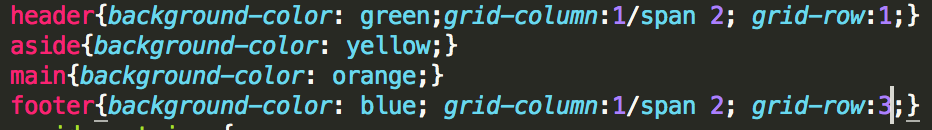 header{background-color: green;grid-column:1/span 2; grid-row:1;}
aside{background-color: yellow;}
main{background-color: orange;}
footer{background-color: blue; grid-column:1/span 2; grid-row:3;}